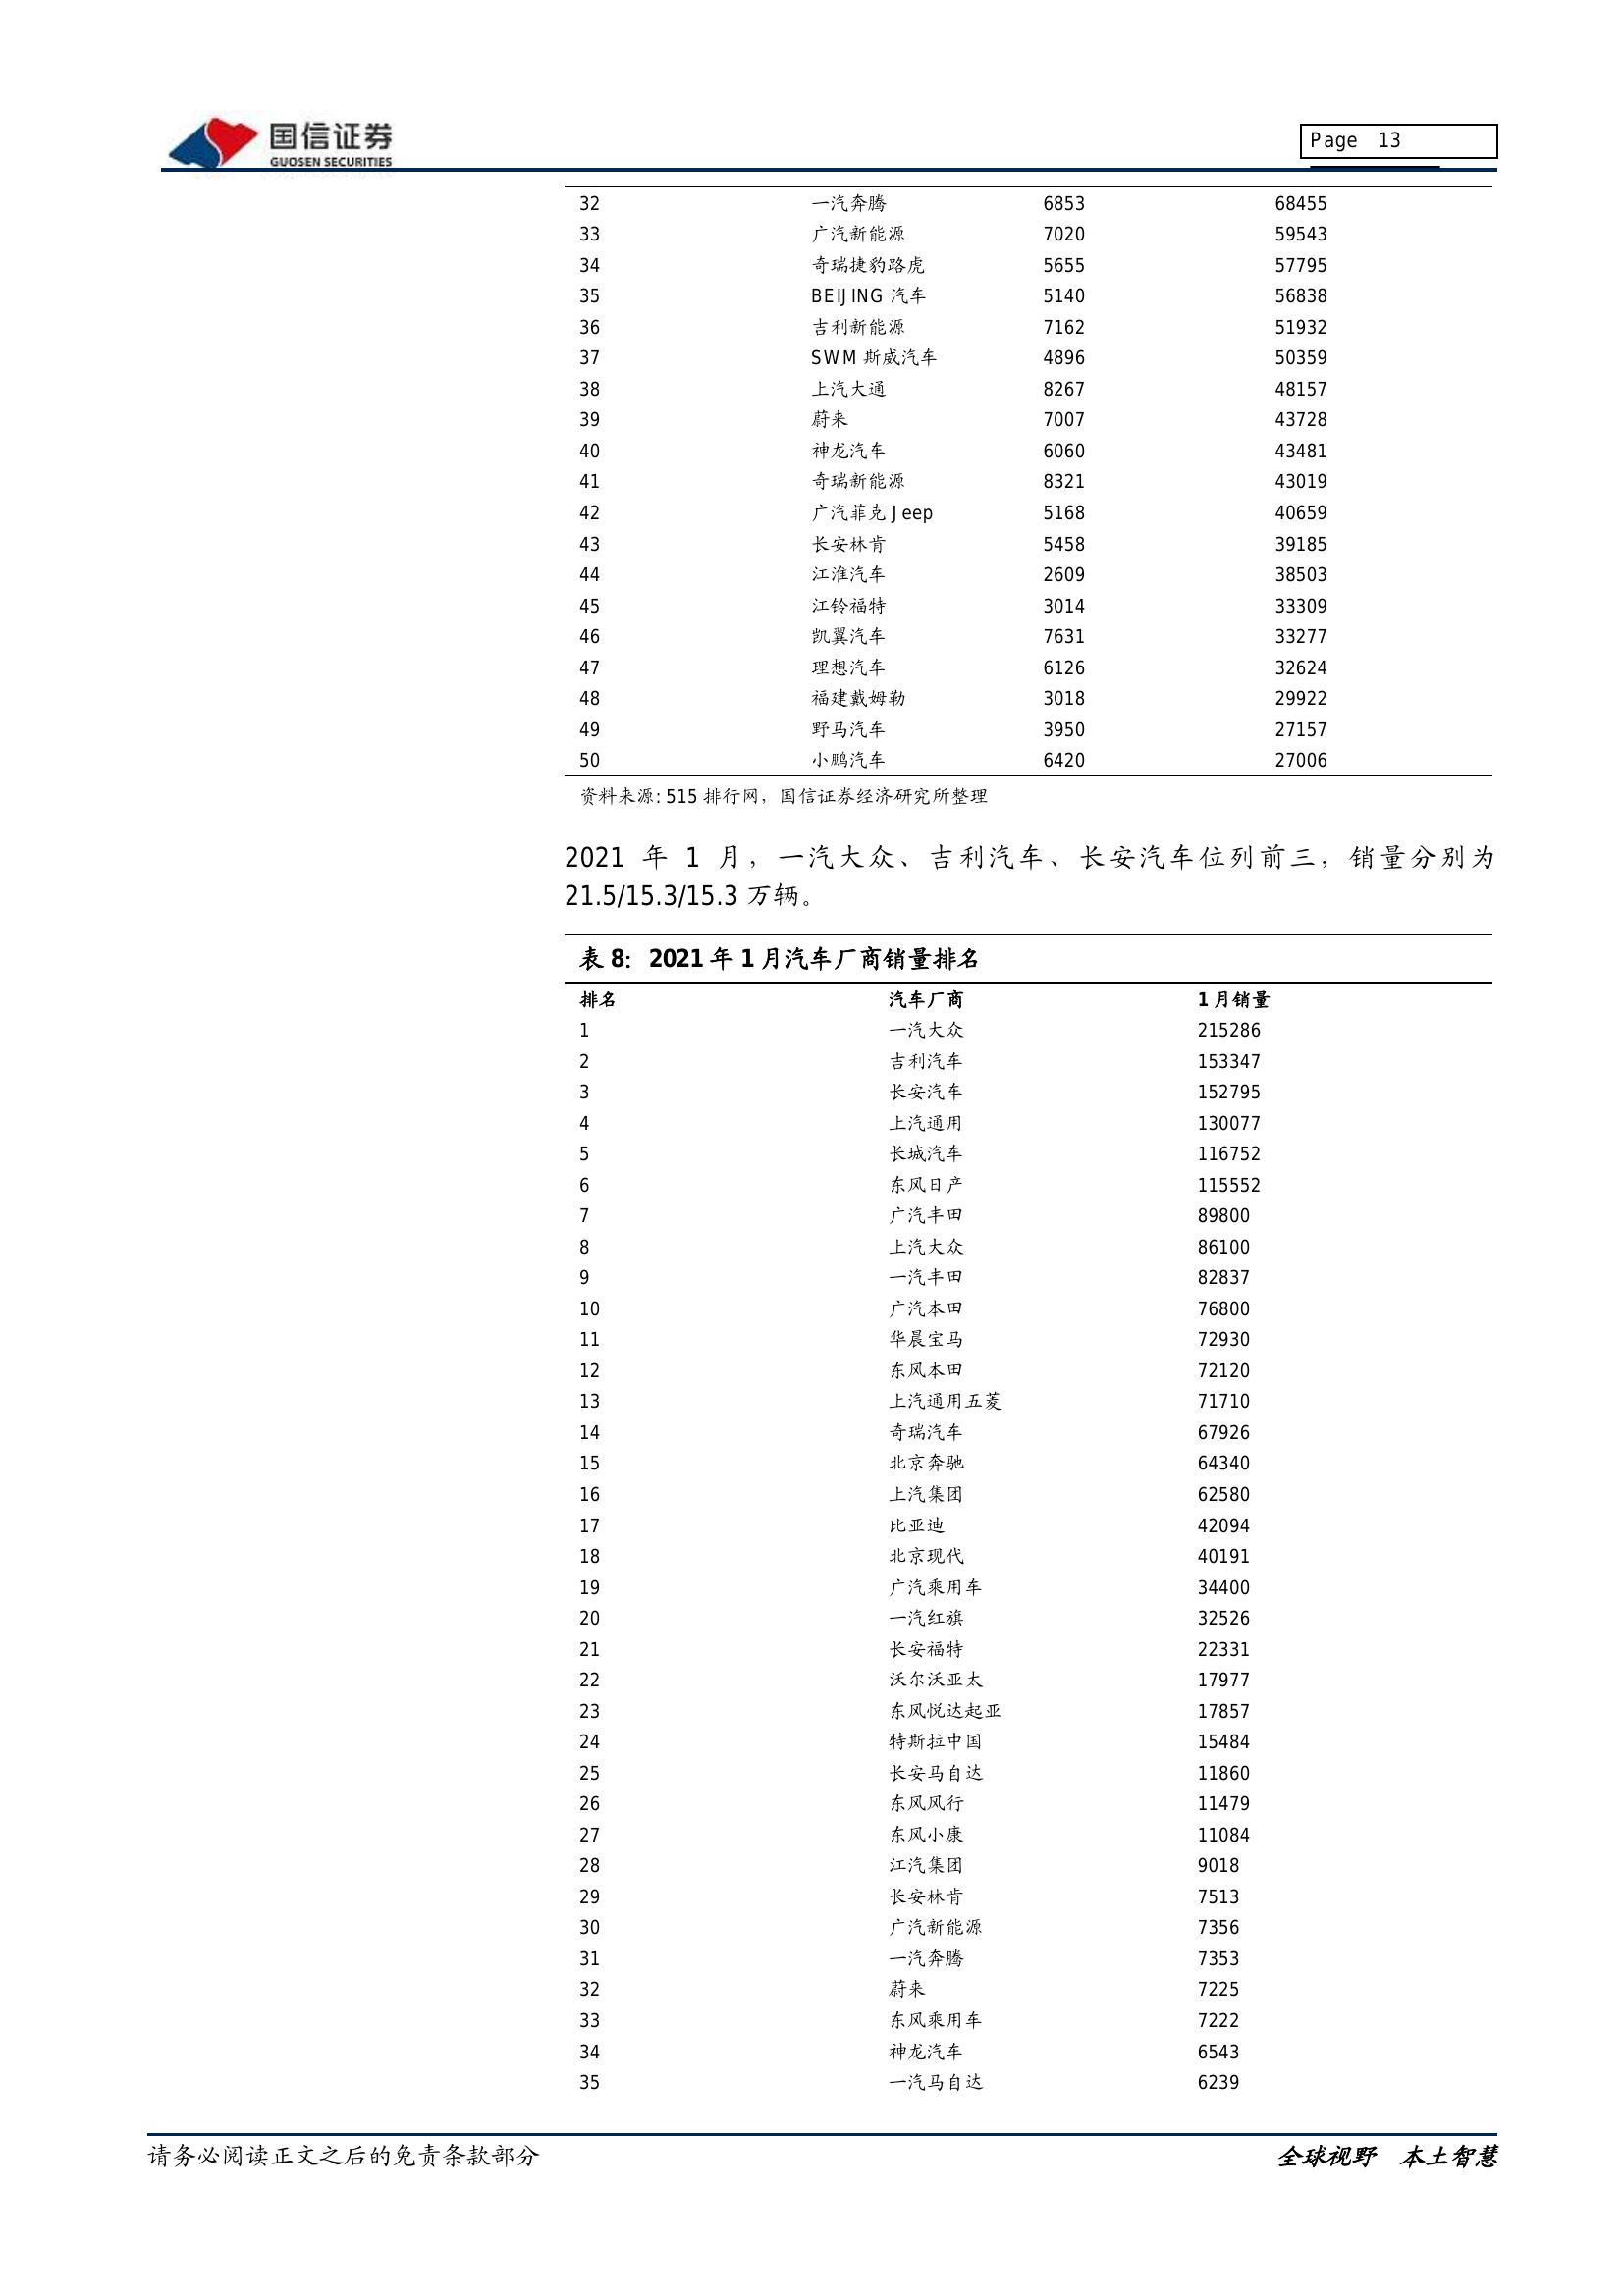 国信证券
GUOSEN SECURITIES
Page 13
32 一汽奔腾 6853 68455
33 广汽新能源 7020 59543
34 奇瑞捷豹路虎 5655 57795
35 BEIJING 汽车 5140 56838
36 吉利新能源 7162 51932
37 SWM 斯威汽车 4896 50359
38 上汽大通 8267 48157
39 蔚来 7007 43728
40 神龙汽车 6060 43481
41 奇瑞新能源 8321 43019
42 广汽菲克 Jeep 5168 40659
43 长安林肯 5458 39185
44 江淮汽车 2609 38503
45 江铃福特 3014 33309
46 凯翼汽车 7631 33277
47 理想汽车 6126 32624
48 福建戴姆勒 3018 29922
49 野马汽车 3950 27157
50 小鹏汽车 6420 27006
资料来源: 515 排行网，国信证券经济研究所整理
2021 年 1 月，一汽大众、吉利汽车、长安汽车位列前三，销量分别为
21.5/15.3/15.3 万辆。
表 8：2021 年 1 月汽车厂商销量排名
排名 汽车厂商 1 月销量
1 一汽大众 215286
2 吉利汽车 153347
3 长安汽车 152795
4 上汽通用 130077
5 长城汽车 116752
6 东风日产 115552
7 广汽丰田 89800
8 上汽大众 86100
9 一汽丰田 82837
10 广汽本田 76800
11 华晨宝马 72930
12 东风本田 72120
13 上汽通用五菱 71710
14 奇瑞汽车 67926
15 北京奔驰 64340
16 上汽集团 62580
17 比亚迪 42094
18 北京现代 40191
19 广汽乘用车 34400
20 一汽红旗 32526
21 长安福特 22331
22 沃尔沃亚太 17977
23 东风悦达起亚 17857
24 特斯拉中国 15484
25 长安马自达 11860
26 东风风行 11479
27 东风小康 11084
28 江汽集团 9018
29 长安林肯 7513
30 广汽新能源 7356
31 一汽奔腾 7353
32 蔚来 7225
33 东风乘用车 7222
34 神龙汽车 6543
35 一汽马自达 6239
请务必阅读正文之后的免责条款部分
全球视野 本土智慧